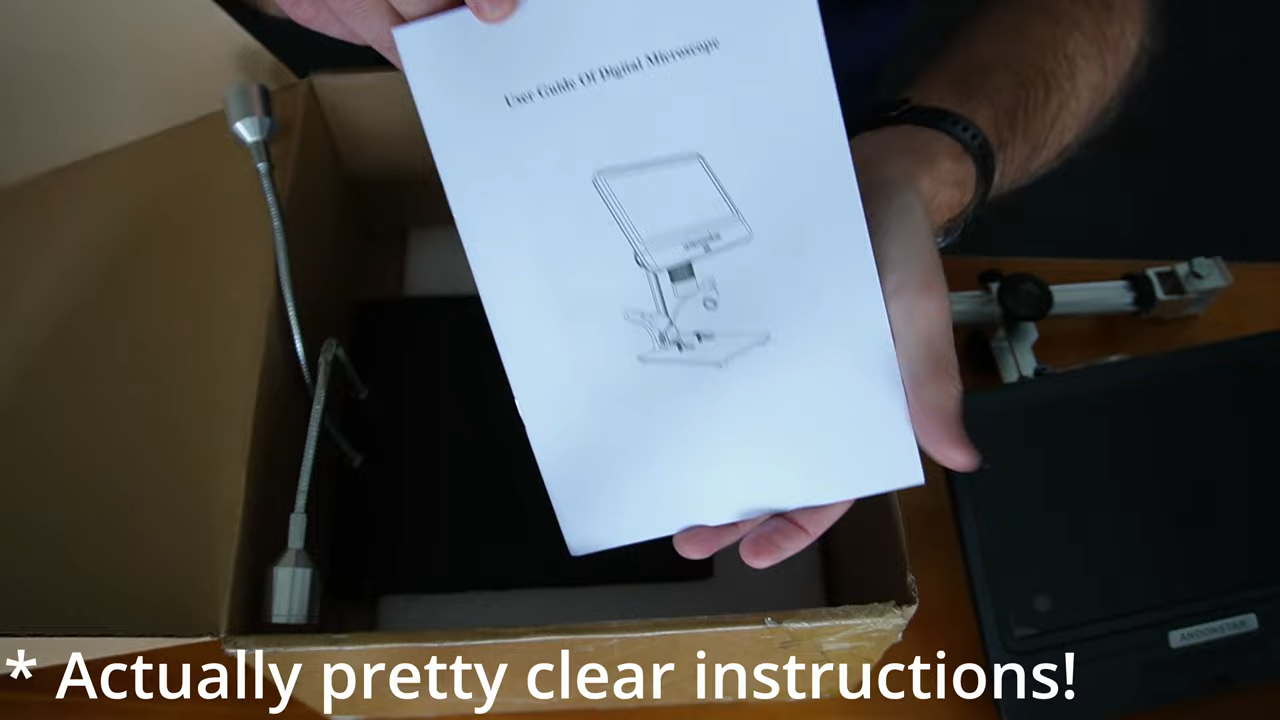 User Guide Of Digital Microscope
ANDONSTAR
* Actually pretty clear instructions!